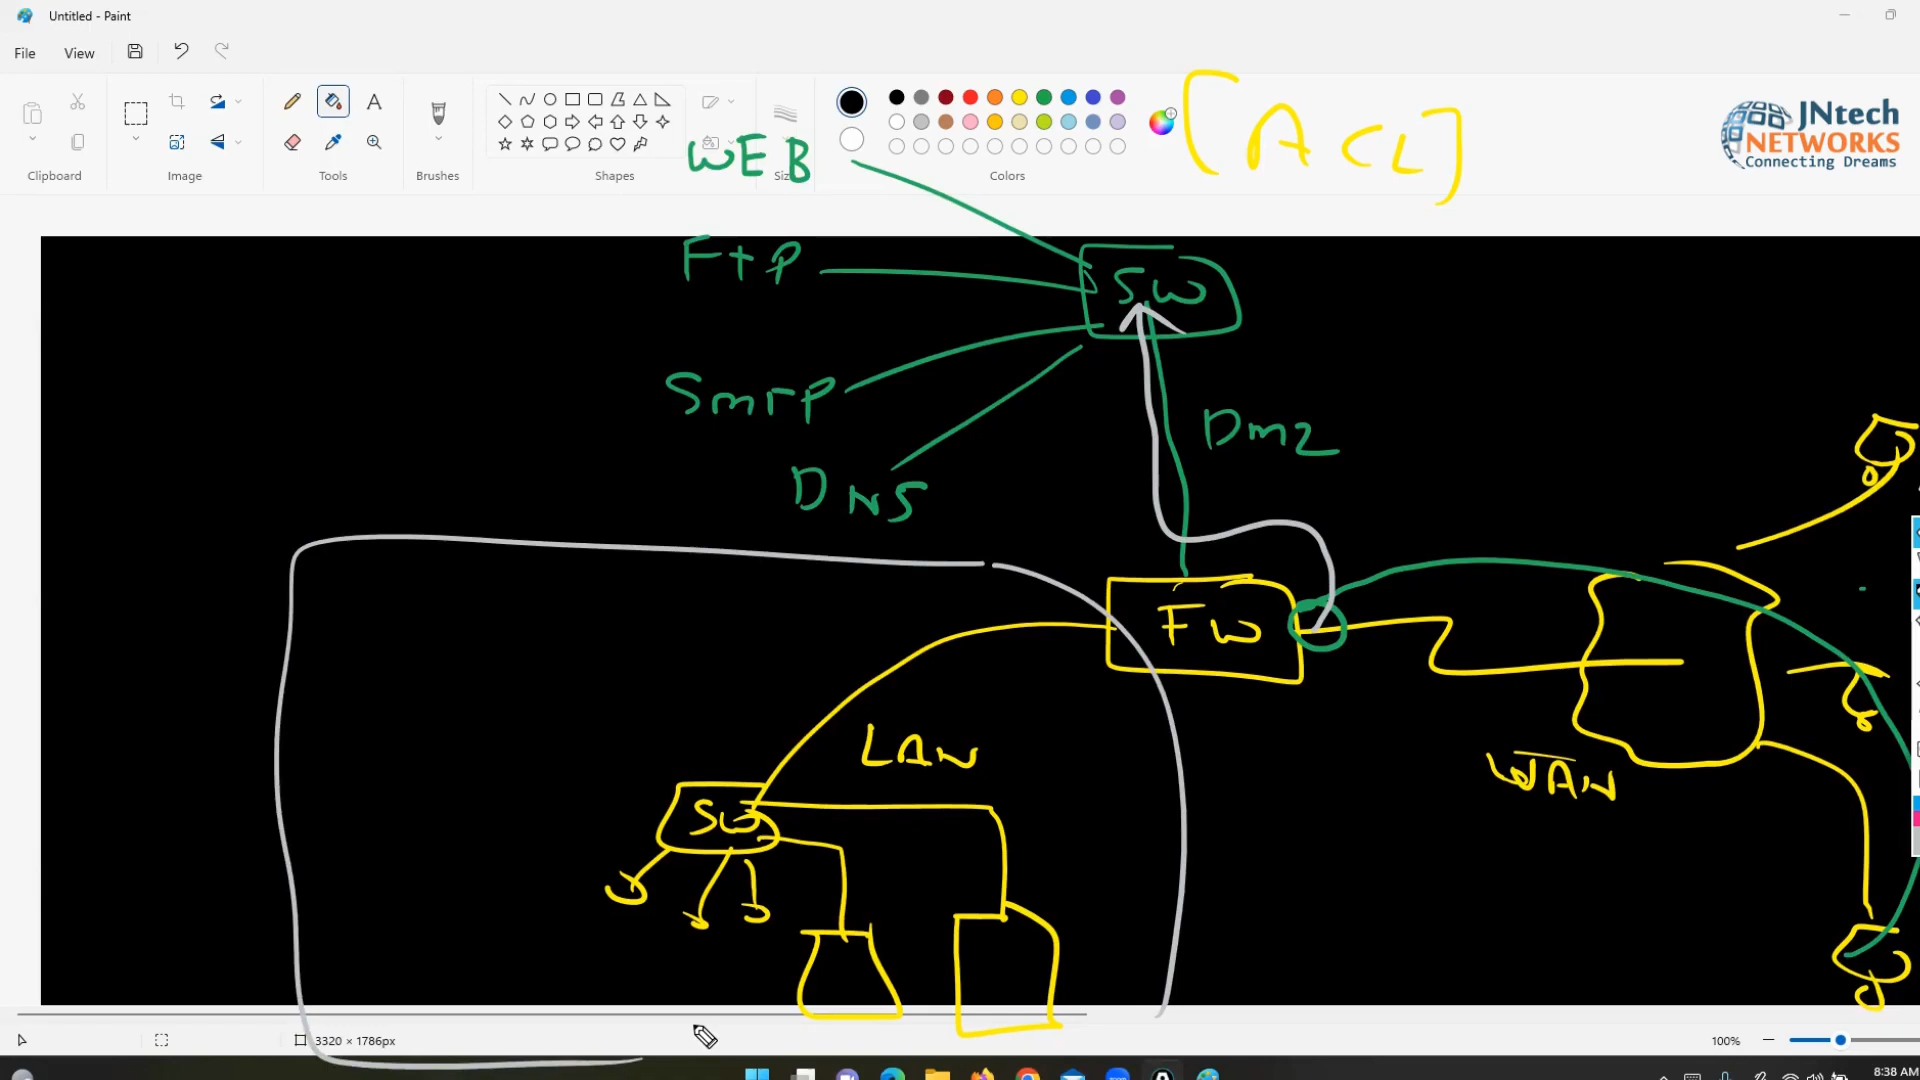 Untitled - Paint
File
View
Clipboard
Image
Tools
Brushes
Shapes
Siz
Colors
[ACL]
JNtech
NETWORKS
Connecting Dreams
WEB
Ftp
SW
Smtp
Dmz
DNS
FW
LAN
WAN
SW
3320 × 1786px
100%
8:38 AM